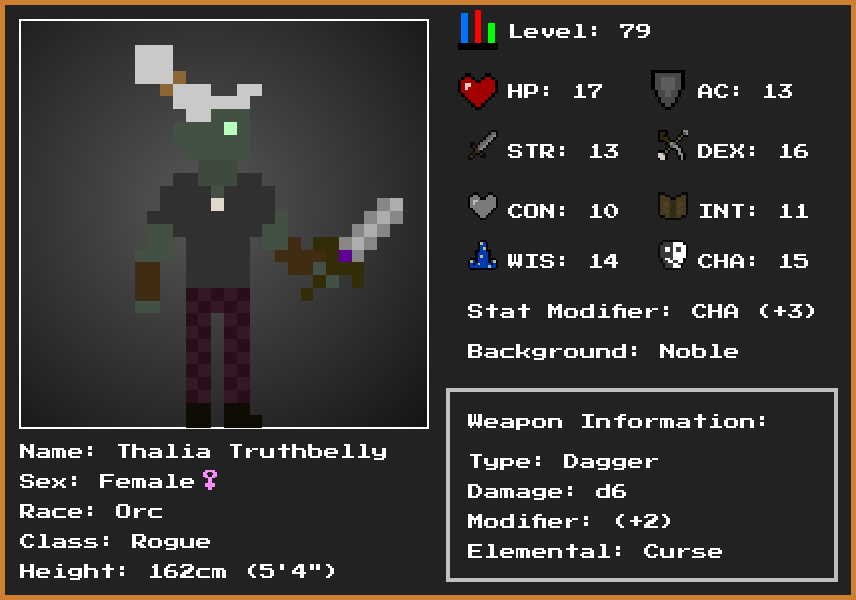 Level: 79
HP: 17
AC: 13
STR: 13
DEX: 16
CON: 10
INT: 11
WIS: 14
CHA: 15
Stat Modifier: CHA (+3)
Background: Noble
Weapon Information:
Type: Dagger
Damage: d6
Modifier: (+2)
Elemental: Curse
Name: Thalia Truthbelly
Sex: Female♀
Race: Orc
Class: Rogue
Height: 162cm (5'4")